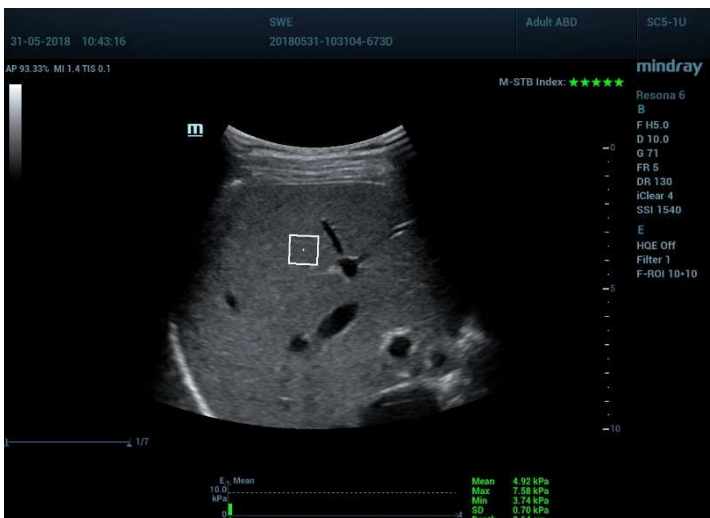 SWE
Adult ABD
SC5-1U
31-05-2018 10:43:16
20180531-103104-673D
AP 93.33% MI 1.4 TIS 0.1
mindray
M-STB Index: ★★★★★
Resona 6
m
B
F H5.0
D 10.0
G 71
FR 5
DR 130
iClear 4
SSI 1540
E
HQE Off
Filter 1
F-ROI 10*10
0
5
10
1/7
E Mean
10.0
kPa
0
Mean 4.92 kPa
Max 7.58 kPa
Min 3.74 kPa
SD 0.70 kPa